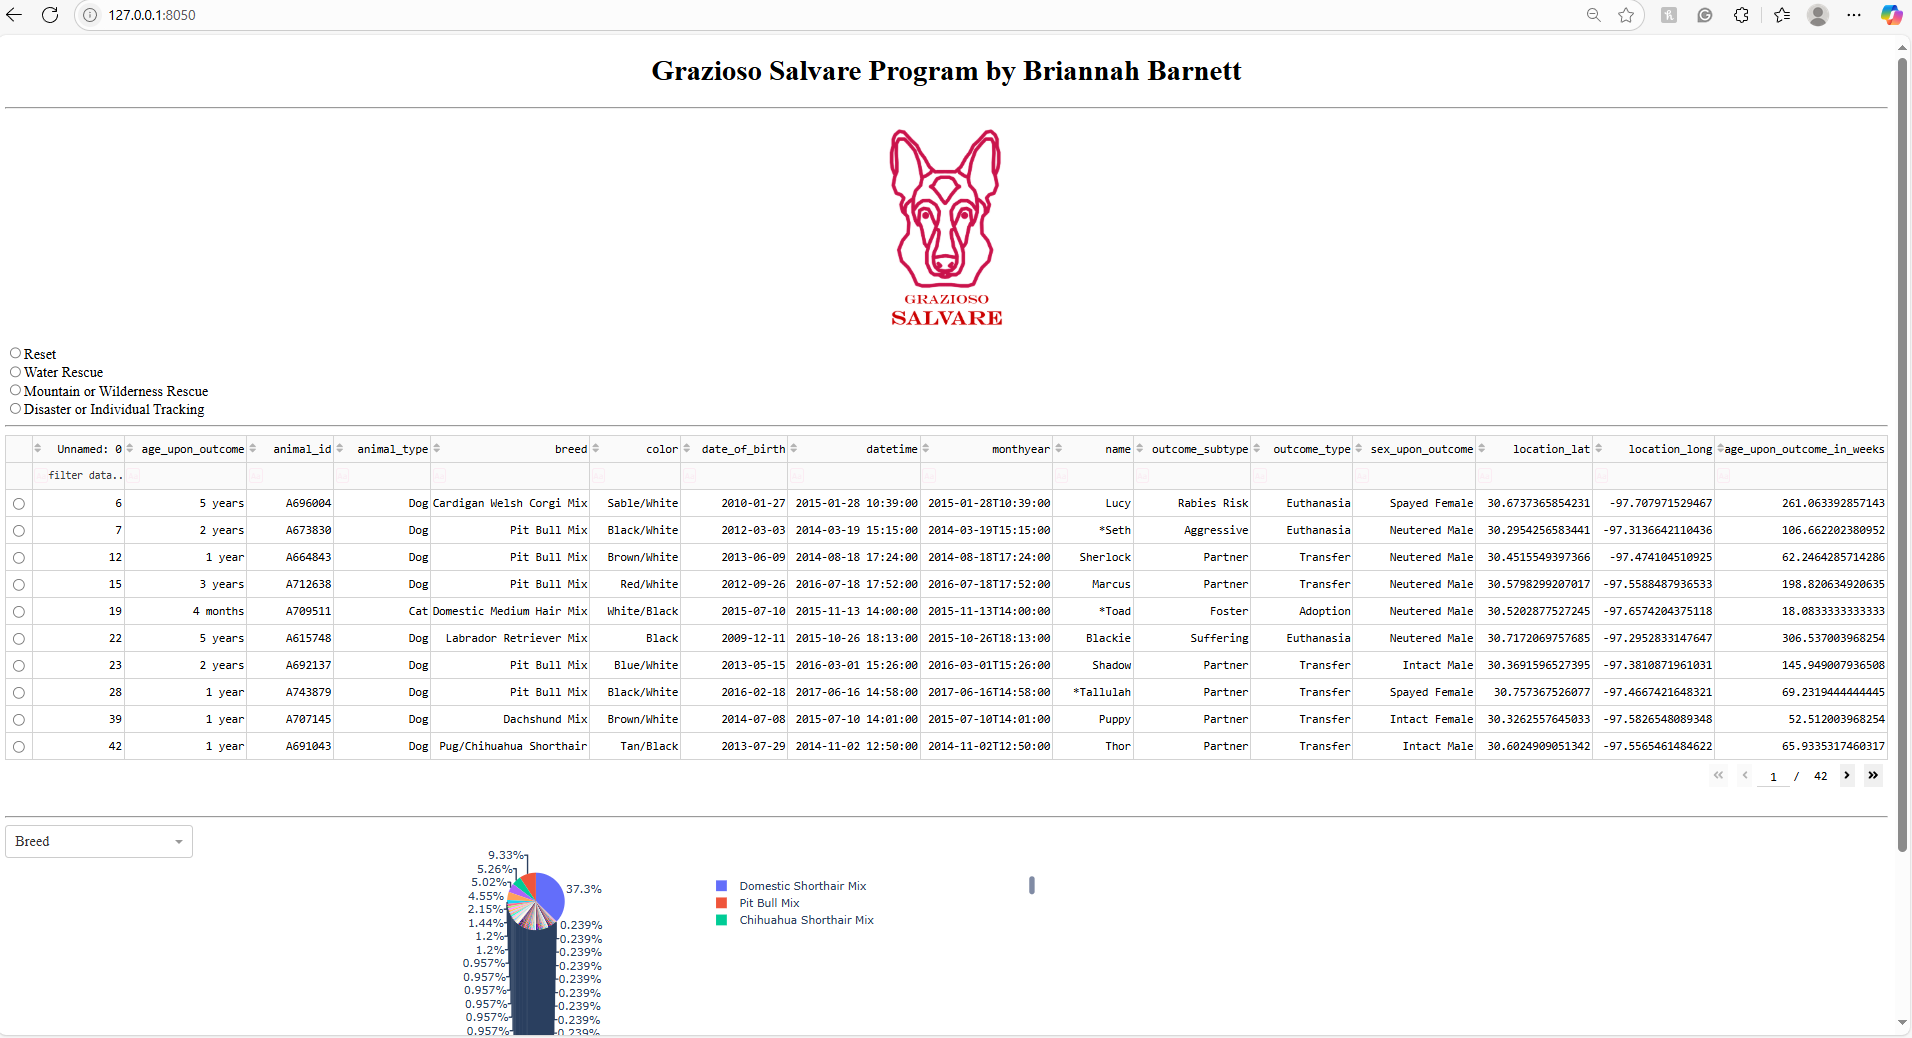 127.0.0.1:8050
Grazioso Salvare Program by Briannah Barnett
GRAZIOSO
SALVARE
Reset
Water Rescue
Mountain or Wilderness Rescue
Disaster or Individual Tracking
Unnamed: 0 age_upon_outcome animal_id animal_type breed color date_of_birth datetime monthyear name outcome_subtype outcome_type sex_upon_outcome location_lat location_long age_upon_outcome_in_weeks
filter data..
6 5 years A696004 Dog Cardigan Welsh Corgi Mix Sable/White 2010-01-27 2015-01-28 10:39:00 2015-01-28T10:39:00 Lucy Rabies Risk Euthanasia Spayed Female 30.6737365854231 -97.707971529467 261.063392857143
7 2 years A673830 Dog Pit Bull Mix Black/White 2012-03-03 2014-03-19 15:15:00 2014-03-19T15:15:00 *Seth Aggressive Euthanasia Neutered Male 30.2954256583441 -97.3136642110436 106.662202380952
12 1 year A664843 Dog Pit Bull Mix Brown/White 2013-06-09 2014-08-18 17:24:00 2014-08-18T17:24:00 Sherlock Partner Transfer Neutered Male 30.4515549397366 -97.474104510925 62.2464285714286
15 3 years A712638 Dog Pit Bull Mix Red/White 2012-09-26 2016-07-18 17:52:00 2016-07-18T17:52:00 Marcus Partner Transfer Neutered Male 30.5798299207017 -97.5588487936533 198.820634920635
19 4 months A709511 Cat Domestic Medium Hair Mix White/Black 2015-07-10 2015-11-13 14:00:00 2015-11-13T14:00:00 *Toad Foster Adoption Neutered Male 30.5202877527245 -97.6574204375118 18.0833333333333
22 5 years A615748 Dog Labrador Retriever Mix Black 2009-12-11 2015-10-26 18:13:00 2015-10-26T18:13:00 Blackie Suffering Euthanasia Neutered Male 30.7172069757685 -97.2952833147647 306.537003968254
23 2 years A692137 Dog Pit Bull Mix Blue/White 2013-05-15 2016-03-01 15:26:00 2016-03-01T15:26:00 Shadow Partner Transfer Intact Male 30.3691596527395 -97.3810871961031 145.949007936508
28 1 year A743879 Dog Pit Bull Mix Black/White 2016-02-18 2017-06-16 14:58:00 2017-06-16T14:58:00 *Tallulah Partner Transfer Spayed Female 30.757367526077 -97.4667421648321 69.2319444444445
39 1 year A707145 Dog Dachshund Mix Brown/White 2014-07-08 2015-07-10 14:01:00 2015-07-10T14:01:00 Puppy Partner Transfer Intact Female 30.3262557645033 -97.5826548089348 52.512003968254
42 1 year A691043 Dog Pug/Chihuahua Shorthair Tan/Black 2013-07-29 2014-11-02 12:50:00 2014-11-02T12:50:00 Thor Partner Transfer Intact Male 30.6024909051342 -97.5565461484622 65.9335317460317
1 / 42
Breed
9.33%
5.26%
5.02%
4.55%
2.15%
1.44%
1.2%
1.2%
0.957%
0.957%
0.957%
0.957%
0.957%
0.957%
37.3%
0.239%
0.239%
0.239%
0.239%
0.239%
0.239%
0.239%
0.239%
0.239%
Domestic Shorthair Mix
Pit Bull Mix
Chihuahua Shorthair Mix